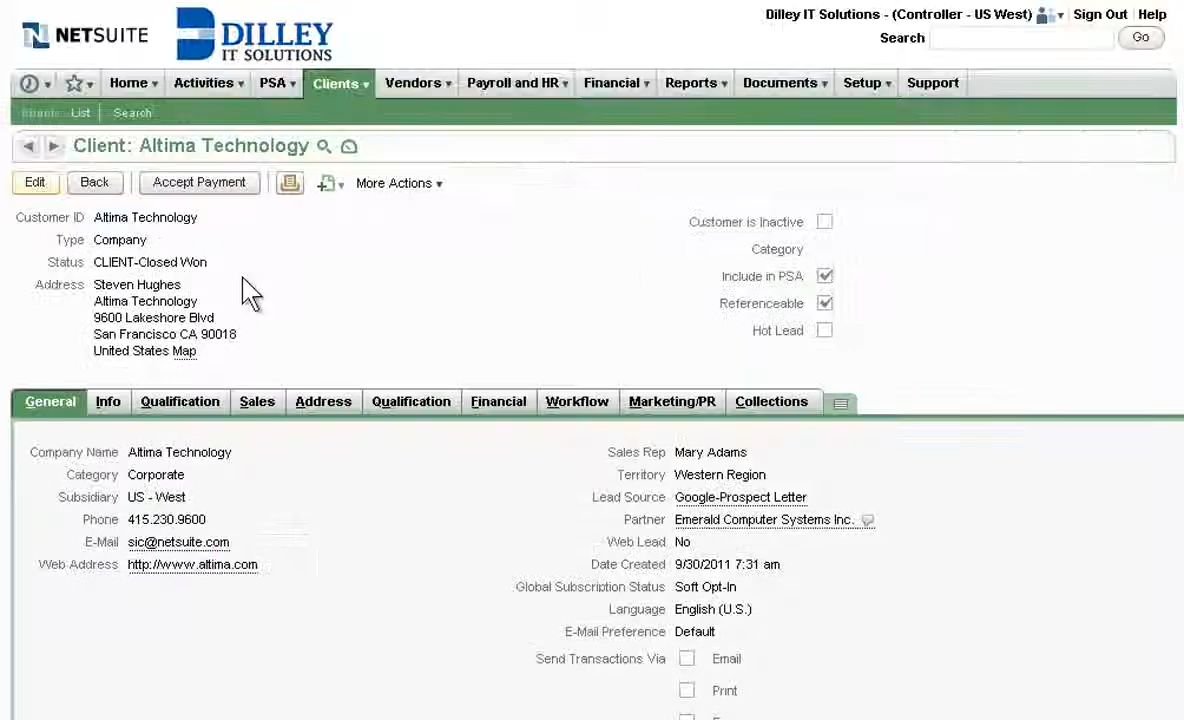 NETSUITE
DILLEY
IT SOLUTIONS
Dilley IT Solutions - (Controller - US West) Sign Out Help
Search Go
Home Activities PSA Clients Vendors Payroll and HR Financial Reports Documents Setup Support
List Search
Client: Altima Technology
Edit Back Accept Payment More Actions
Customer ID Altima Technology
Type Company
Status CLIENT-Closed Won
Address Steven Hughes
Altima Technology
9600 Lakeshore Blvd
San Francisco CA 90018
United States Map
Customer is Inactive
Category
Include in PSA
Referenceable
Hot Lead
General Info Qualification Sales Address Qualification Financial Workflow Marketing/PR Collections
Company Name Altima Technology
Category Corporate
Subsidiary US - West
Phone 415.230.9600
E-Mail sic@netsuite.com
Web Address http://www.altima.com
Sales Rep Mary Adams
Territory Western Region
Lead Source Google-Prospect Letter
Partner Emerald Computer Systems Inc.
Web Lead No
Date Created 9/30/2011 7:31 am
Global Subscription Status Soft Opt-In
Language English (U.S.)
E-Mail Preference Default
Send Transactions Via Email
Print